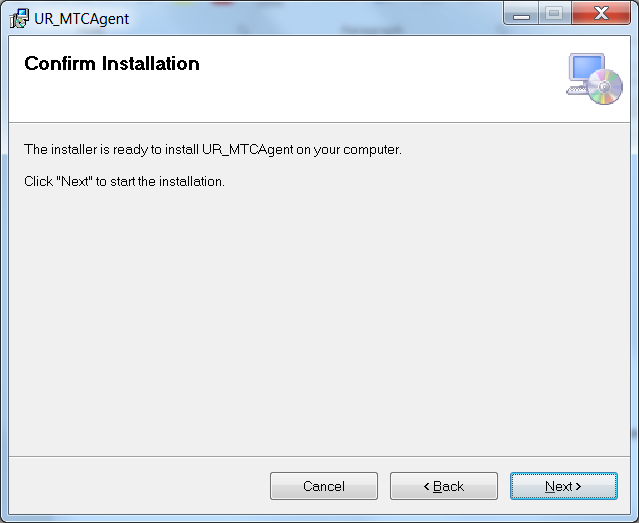 UR_MTCAgent
Confirm Installation
The installer is ready to install UR_MTCAgent on your computer.
Click "Next" to start the installation.
Cancel
< Back
Next >